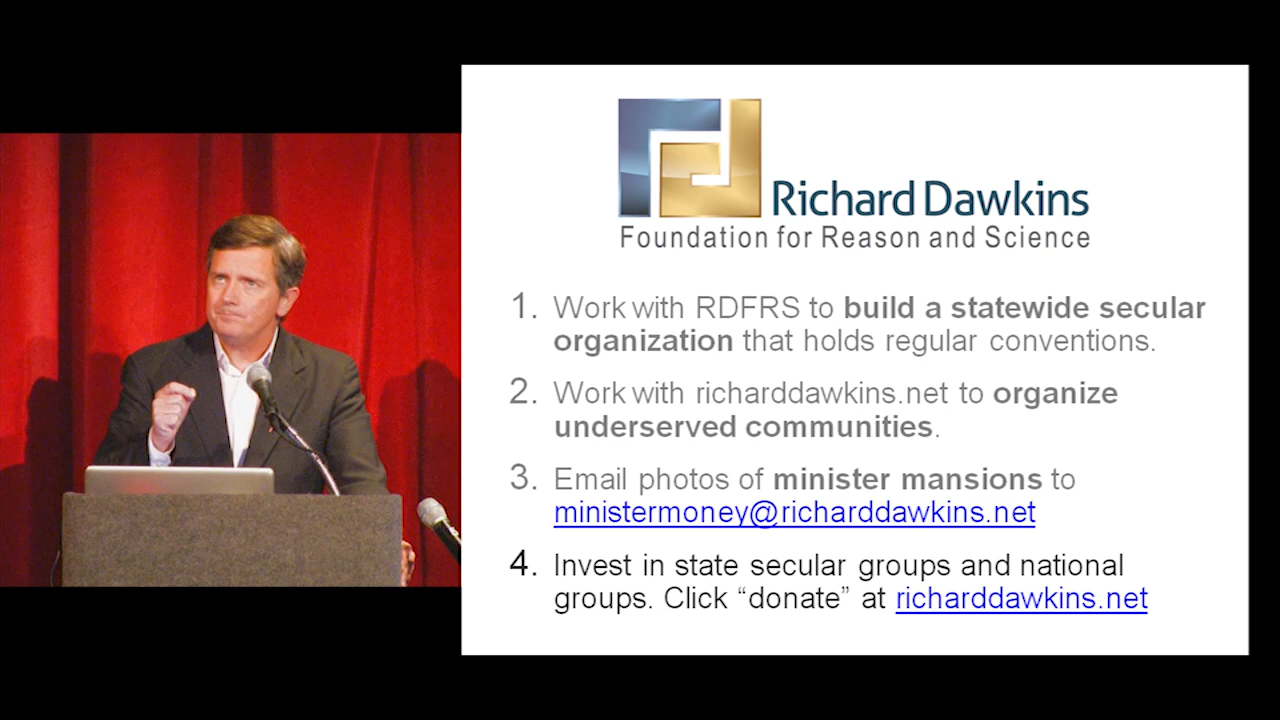 Richard Dawkins
Foundation for Reason and Science
1. Work with RDFRS to build a statewide secular
organization that holds regular conventions.
2. Work with richarddawkins.net to organize
underserved communities.
3. Email photos of minister mansions to
ministermoney@richarddawkins.net
4. Invest in state secular groups and national
groups. Click “donate” at richarddawkins.net